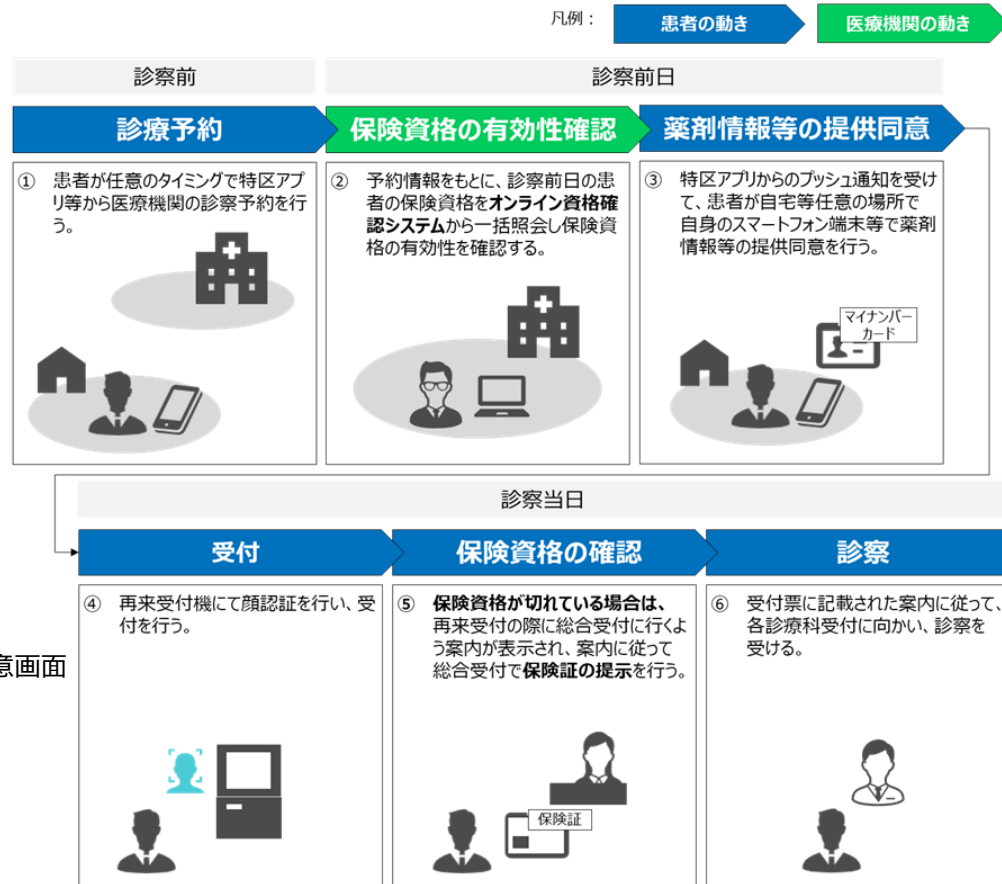 凡例：
患者の動き
医療機関の動き
診察前
診察前日
診療予約
保険資格の有効性確認
薬剤情報等の提供同意
① 患者が任意のタイミングで特区アプ
リ等から医療機関の診察予約を行
う。
② 予約情報をもとに、診察前日の患
者の保険資格をオンライン資格確
認システムから一括照会し保険資
格の有効性を確認する。
③ 特区アプリからのプッシュ通知を受け
て、患者が自宅等任意の場所で
自身のスマートフォン端末等で薬剤
情報等の提供同意を行う。
マイナンバー
カード
診察当日
受付
保険資格の確認
診察
④ 再来受付機にて顔認証を行い、受
付を行う。
⑤ 保険資格が切れている場合は、
再来受付の際に総合受付に行くよ
う案内が表示され、案内に従って
総合受付で保険証の提示を行う。
⑥ 受付票に記載された案内に従って、
各診療科受付に向かい、診察を
受ける。
意画面
保険証